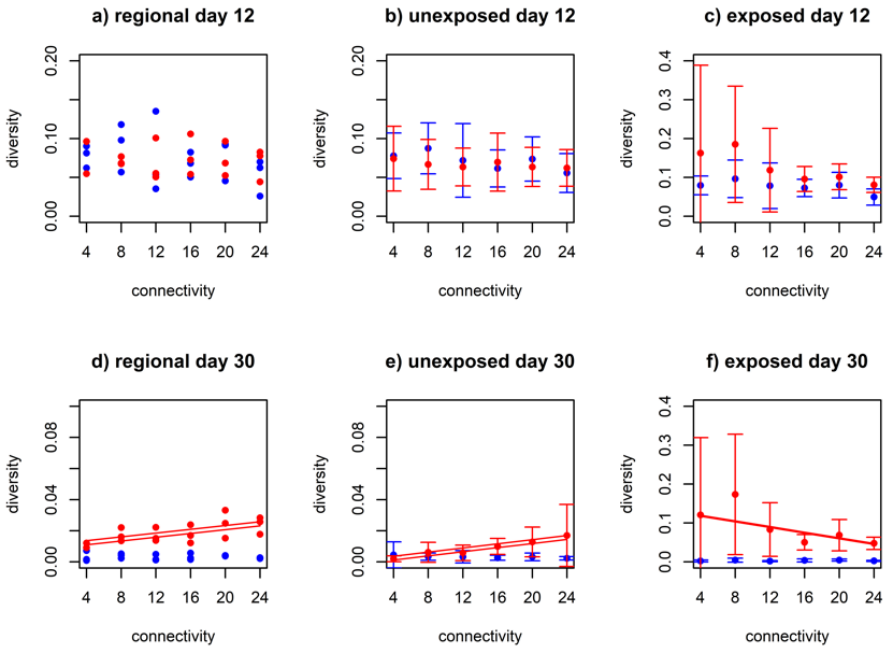 a) regional day 12
diversity
0.00 0.10 0.20
4 8 12 16 20 24
connectivity
b) unexposed day 12
diversity
0.00 0.10 0.20
4 8 12 16 20 24
connectivity
c) exposed day 12
diversity
0.0 0.1 0.2 0.3 0.4
4 8 12 16 20 24
connectivity
d) regional day 30
diversity
0.00 0.04 0.08
4 8 12 16 20 24
connectivity
e) unexposed day 30
diversity
0.00 0.04 0.08
4 8 12 16 20 24
connectivity
f) exposed day 30
diversity
0.0 0.1 0.2 0.3 0.4
4 8 12 16 20 24
connectivity